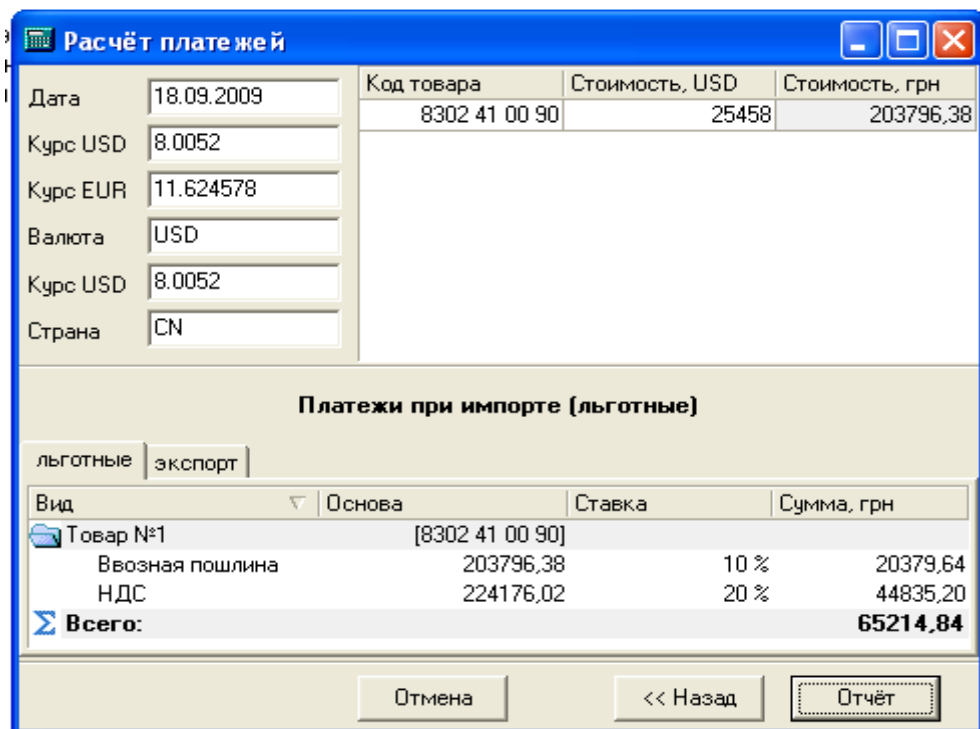 Расчёт платежей
Дата 18.09.2009
Курс USD 8.0052
Курс EUR 11.624578
Валюта USD
Курс USD 8.0052
Страна CN
Код товара Стоимость, USD Стоимость, грн
8302 41 00 90 25458 203796,38
Платежи при импорте (льготные)
льготные экспорт
Вид Основа Ставка Сумма, грн
Товар №1 [8302 41 00 90]
Ввозная пошлина 203796,38 10 % 20379,64
НДС 224176,02 20 % 44835,20
Σ Всего: 65214,84
Отмена << Назад Отчёт